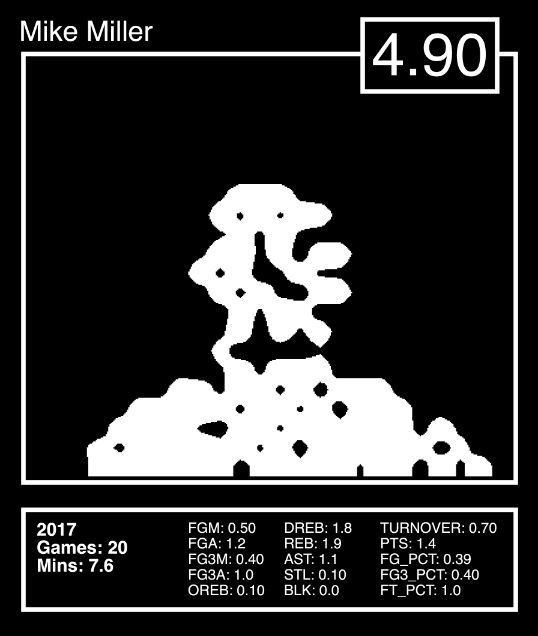 Mike Miller
4.90
2017
Games: 20
Mins: 7.6
FGM: 0.50
FGA: 1.2
FG3M: 0.40
FG3A: 1.0
OREB: 0.10
DREB: 1.8
REB: 1.9
AST: 1.1
STL: 0.10
BLK: 0.0
TURNOVER: 0.70
PTS: 1.4
FG_PCT: 0.39
FG3_PCT: 0.40
FT_PCT: 1.0